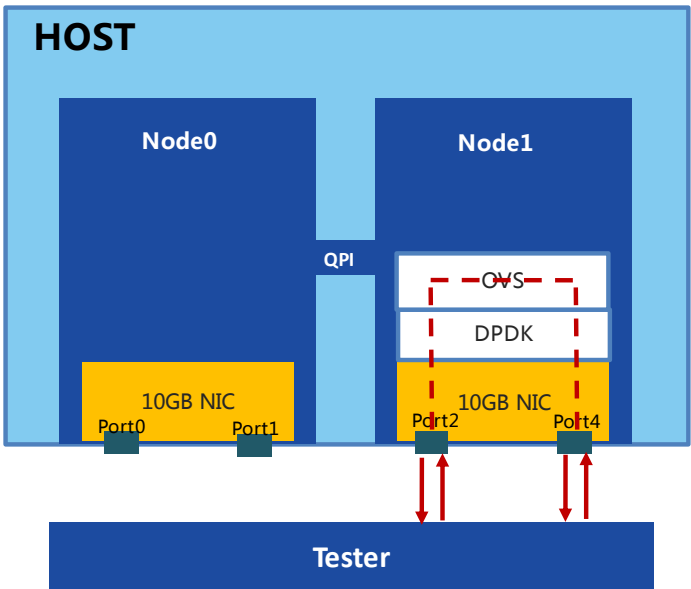 HOST
Node0
Node1
QPI
OVS
DPDK
10GB NIC
10GB NIC
Port0
Port1
Port2
Port4
Tester